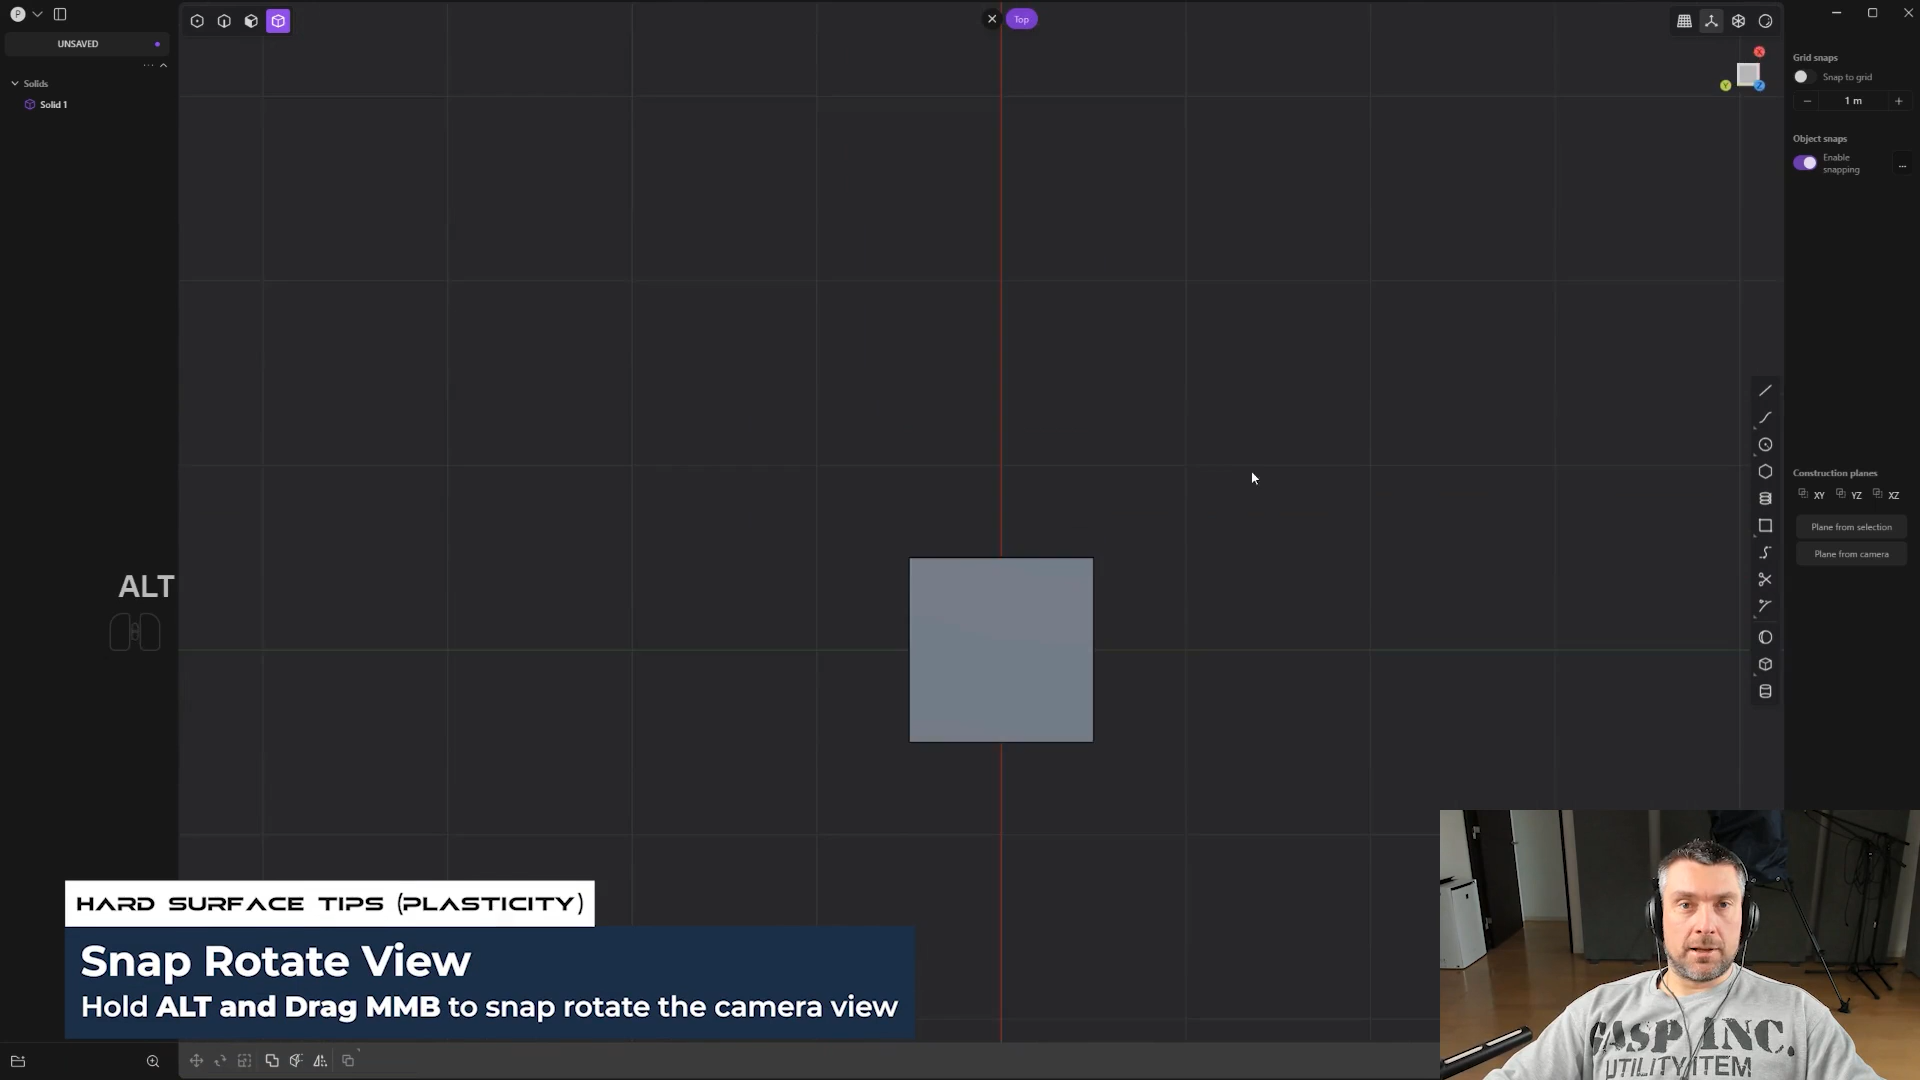 P
Top
UNSAVED
Solids
Solid 1
X
Y
Z
Grid snaps
Snap to grid
1 m
Object snaps
Enable
snapping
...
Construction planes
XY
YZ
XZ
Plane from selection
Plane from camera
ALT
HARD SURFACE TIPS (PLASTICITY)
Snap Rotate View
Hold ALT and Drag MMB to snap rotate the camera view
GASP INC.
UTILITY ITEM